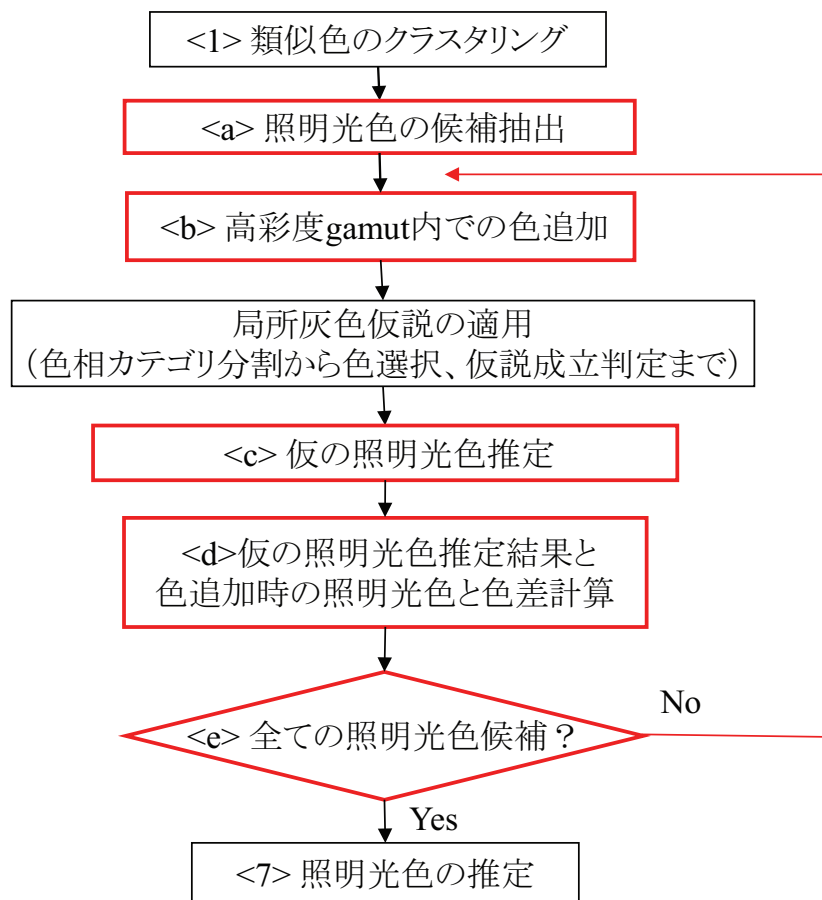 <1> 類似色のクラスタリング
<a> 照明光色の候補抽出
<b> 高彩度gamut内での色追加
局所灰色仮説の適用
（色相カテゴリ分割から色選択、仮説成立判定まで）
<c> 仮の照明光色推定
<d>仮の照明光色推定結果と
色追加時の照明光色と色差計算
<e> 全ての照明光色候補？
No
Yes
<7> 照明光色の推定